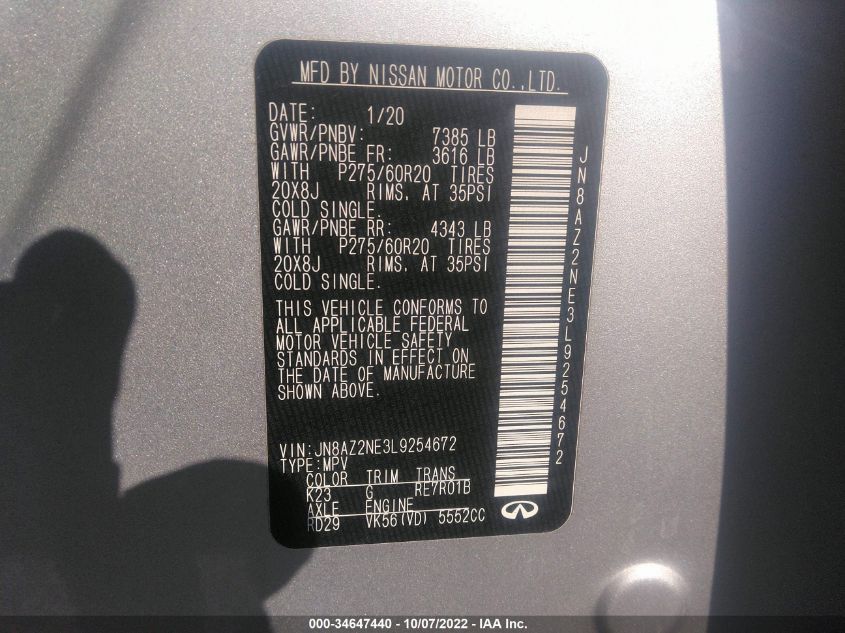 MFD BY NISSAN MOTOR CO.,LTD.
DATE: 1/20
GVWR/PNBV: 7385 LB
GAWR/PNBE FR: 3616 LB
WITH P275/60R20 TIRES
20X8J RIMS, AT 35PSI
COLD SINGLE.
GAWR/PNBE RR: 4343 LB
WITH P275/60R20 TIRES
20X8J RIMS, AT 35PSI
COLD SINGLE.
THIS VEHICLE CONFORMS TO
ALL APPLICABLE FEDERAL
MOTOR VEHICLE SAFETY
STANDARDS IN EFFECT ON
THE DATE OF MANUFACTURE
SHOWN ABOVE.
VIN:JN8AZ2NE3L9254672
TYPE:MPV
COLOR TRIM TRANS
K23 G RE7R01B
AXLE ENGINE
RD29 VK56(VD) 5552CC
JN8AZ2NE3L9254672
000-34647440 - 10/07/2022 - IAA Inc.